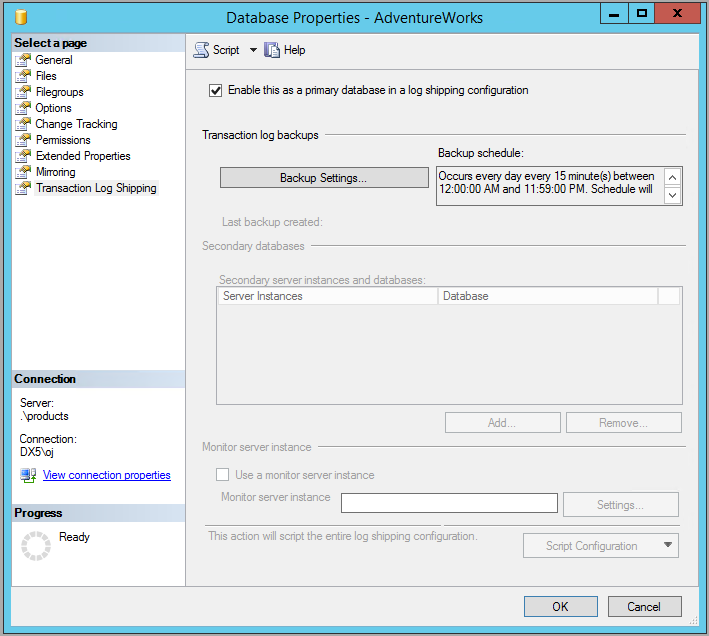 Database Properties - AdventureWorks
Select a page
General
Files
Filegroups
Options
Change Tracking
Permissions
Extended Properties
Mirroring
Transaction Log Shipping
Connection
Server:
.\products
Connection:
DX5\oj
View connection properties
Progress
Ready
Script
Help
Enable this as a primary database in a log shipping configuration
Transaction log backups
Backup schedule:
Backup Settings...
Occurs every day every 15 minute(s) between
12:00:00 AM and 11:59:00 PM. Schedule will
Last backup created:
Secondary databases
Secondary server instances and databases:
Server Instances
Database
Add...
Remove...
Monitor server instance
Use a monitor server instance
Monitor server instance
Settings...
This action will script the entire log shipping configuration.
Script Configuration
OK
Cancel